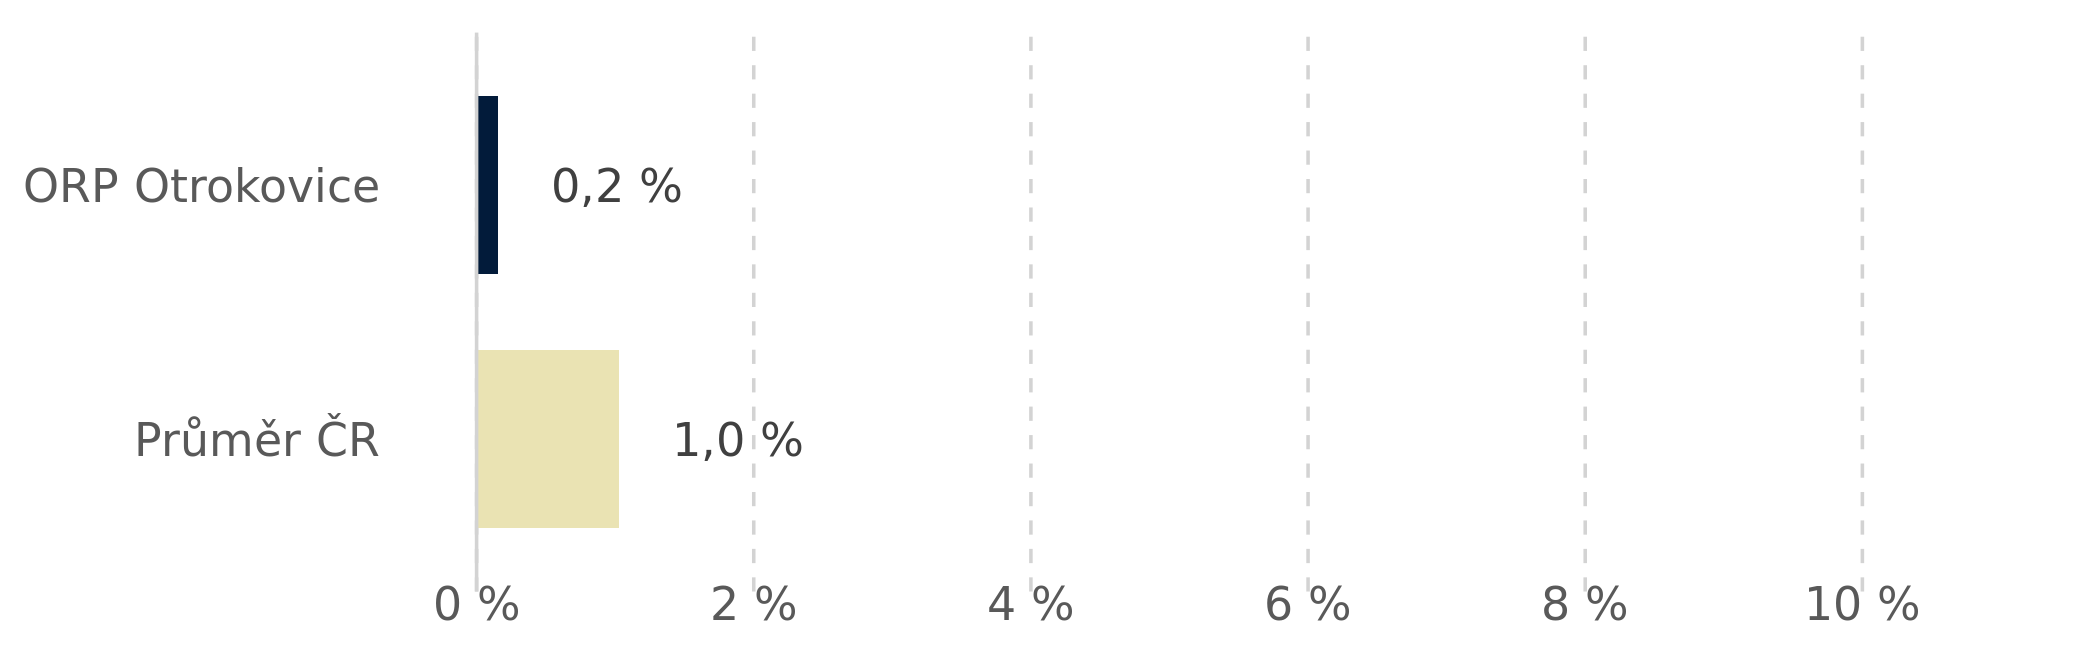 ORP Otrokovice 0,2 %
Průměr ČR 1,0 %
0 % 2 % 4 % 6 % 8 % 10 %